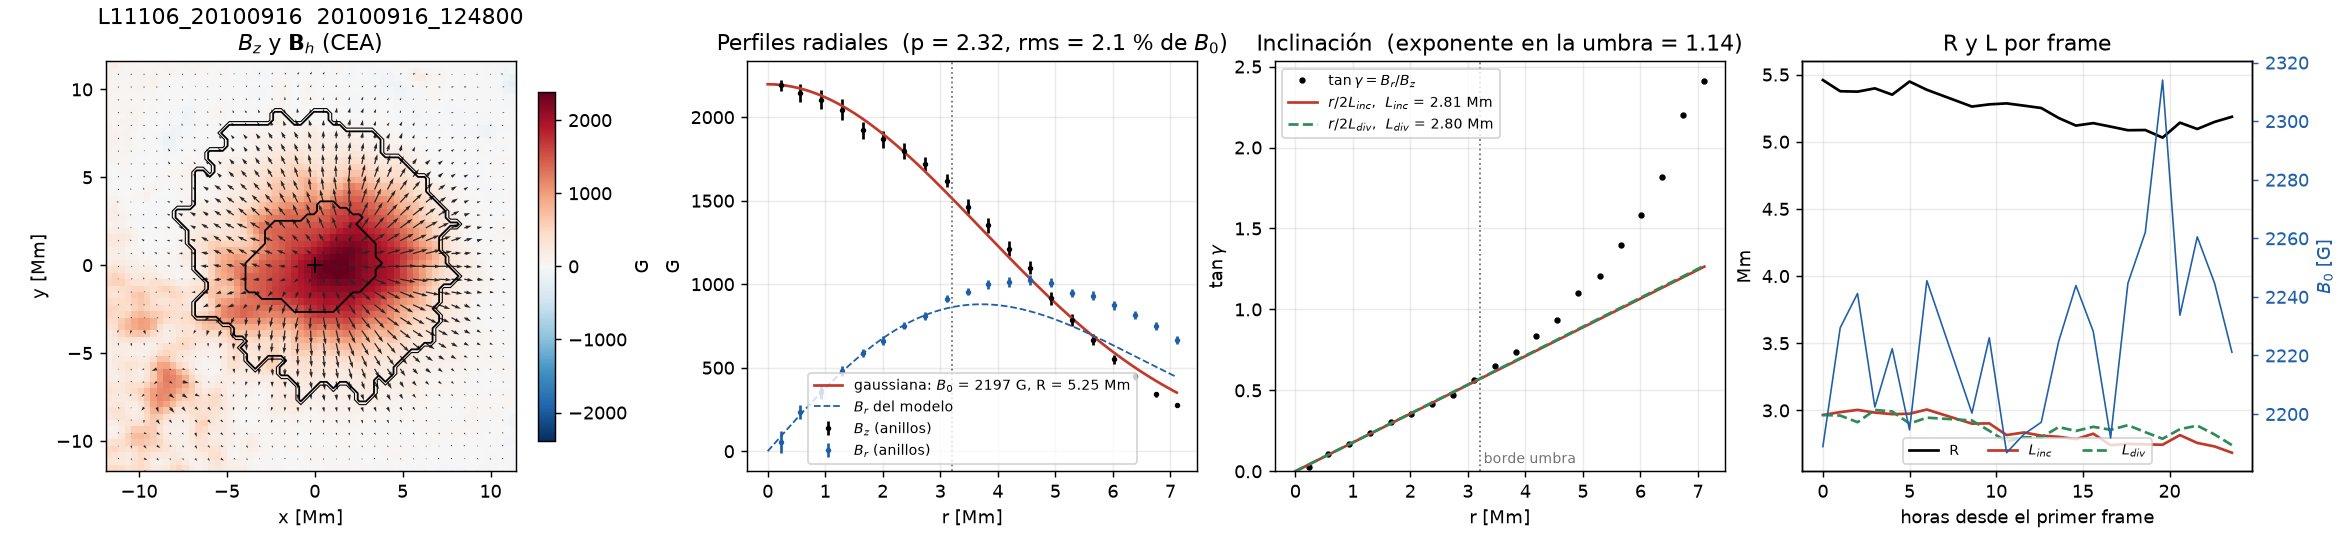 L11106_20100916  20100916_124800
B_z y B_h (CEA)
10
5
0
−5
−10
y [Mm]
−10
−5
0
5
10
x [Mm]
2000
1000
0
−1000
−2000
G
Perfiles radiales  (p = 2.32, rms = 2.1 % de B_0)
G
2000
1500
1000
500
0
gaussiana: B_0 = 2197 G, R = 5.25 Mm
B_r del modelo
B_z (anillos)
B_r (anillos)
0
1
2
3
4
5
6
7
r [Mm]
Inclinación  (exponente en la umbra = 1.14)
tan γ
2.5
2.0
1.5
1.0
0.5
0.0
tan γ = B_r/B_z
r/2L_inc,  L_inc = 2.81 Mm
r/2L_div,  L_div = 2.80 Mm
borde umbra
0
1
2
3
4
5
6
7
r [Mm]
R y L por frame
Mm
5.5
5.0
4.5
4.0
3.5
3.0
R
L_inc
L_div
0
5
10
15
20
horas desde el primer frame
2320
2300
2280
2260
2240
2220
2200
B_0 [G]